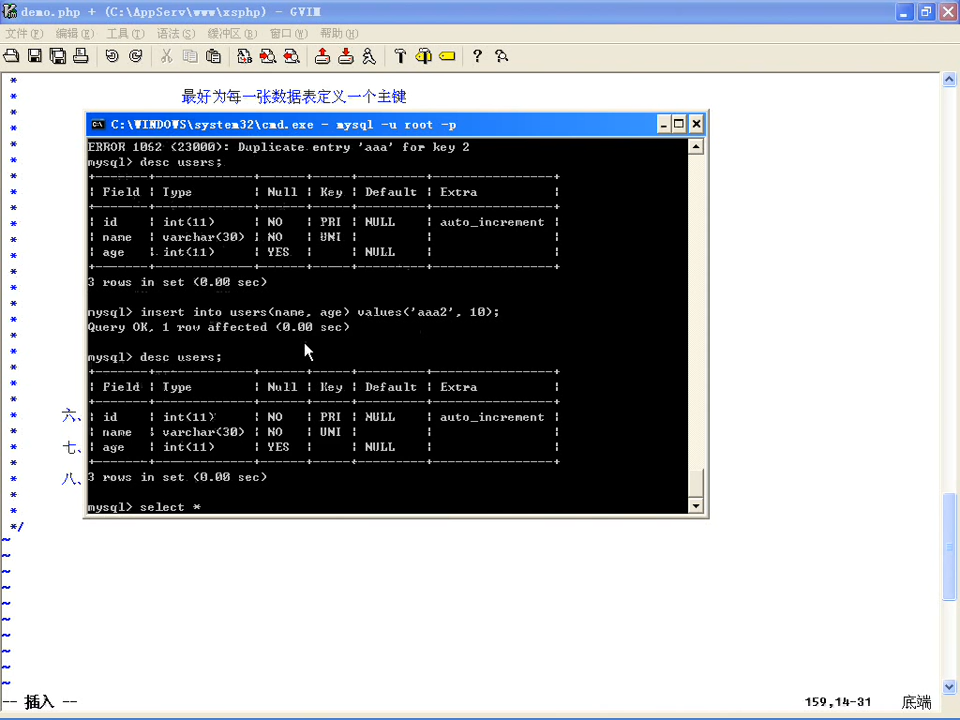 demo.php + (C:\AppServ\www\xsphp) - GVIM
文件(F) 编辑(E) 工具(T) 语法(S) 缓冲区(B) 窗口(W) 帮助(H)
*
* 最好为每一张数据表定义一个主键
*
C:\WINDOWS\system32\cmd.exe - mysql -u root -p
ERROR 1062 (23000): Duplicate entry 'aaa' for key 2
mysql> desc users;
+-------+-------------+------+-----+---------+----------------+
| Field | Type | Null | Key | Default | Extra |
+-------+-------------+------+-----+---------+----------------+
| id | int(11) | NO | PRI | NULL | auto_increment |
| name | varchar(30) | NO | UNI | | |
| age | int(11) | YES | | NULL | |
+-------+-------------+------+-----+---------+----------------+
3 rows in set (0.00 sec)
mysql> insert into users(name, age) values('aaa2', 10);
Query OK, 1 row affected (0.00 sec)
mysql> desc users;
+-------+-------------+------+-----+---------+----------------+
| Field | Type | Null | Key | Default | Extra |
+-------+-------------+------+-----+---------+----------------+
| id | int(11) | NO | PRI | NULL | auto_increment |
| name | varchar(30) | NO | UNI | | |
| age | int(11) | YES | | NULL | |
+-------+-------------+------+-----+---------+----------------+
3 rows in set (0.00 sec)
mysql> select *
六、
七、
八、
*/
~
~
~
~
~
~
~
~
~
~
-- 插入 -- 159,14-31 底端